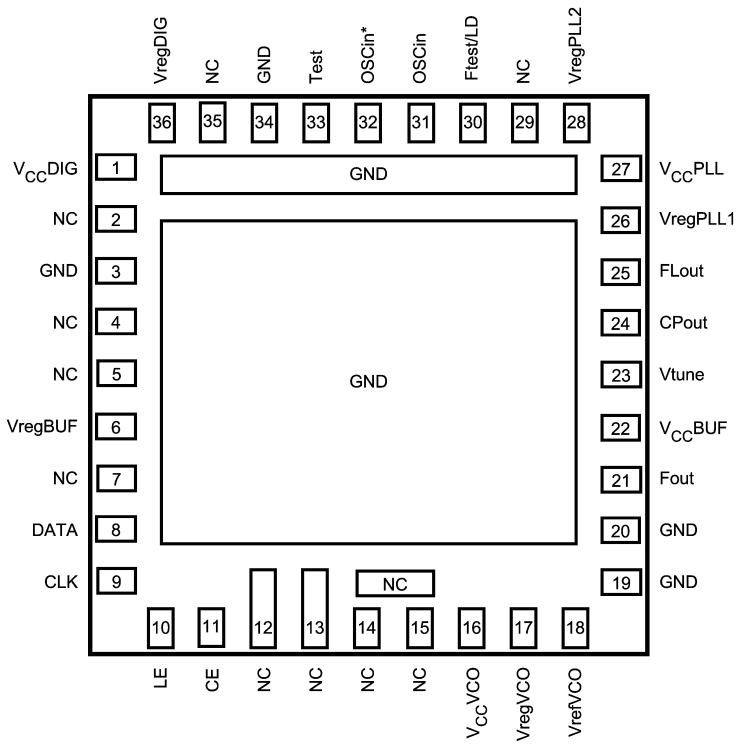 VregDIG
NC
GND
Test
OSCin*
OSCin
Ftest/LD
NC
VregPLL2
36 35 34 33 32 31 30 29 28
GND
VCCDIG 1
NC 2
GND 3
NC 4
NC 5
VregBUF 6
NC 7
DATA 8
CLK 9
GND
27 VCCPLL
26 VregPLL1
25 FLout
24 CPout
23 Vtune
22 VCCBUF
21 Fout
20 GND
19 GND
NC
10 11 12 13 14 15 16 17 18
LE
CE
NC
NC
NC
NC
VCCVCO
VregVCO
VrefVCO